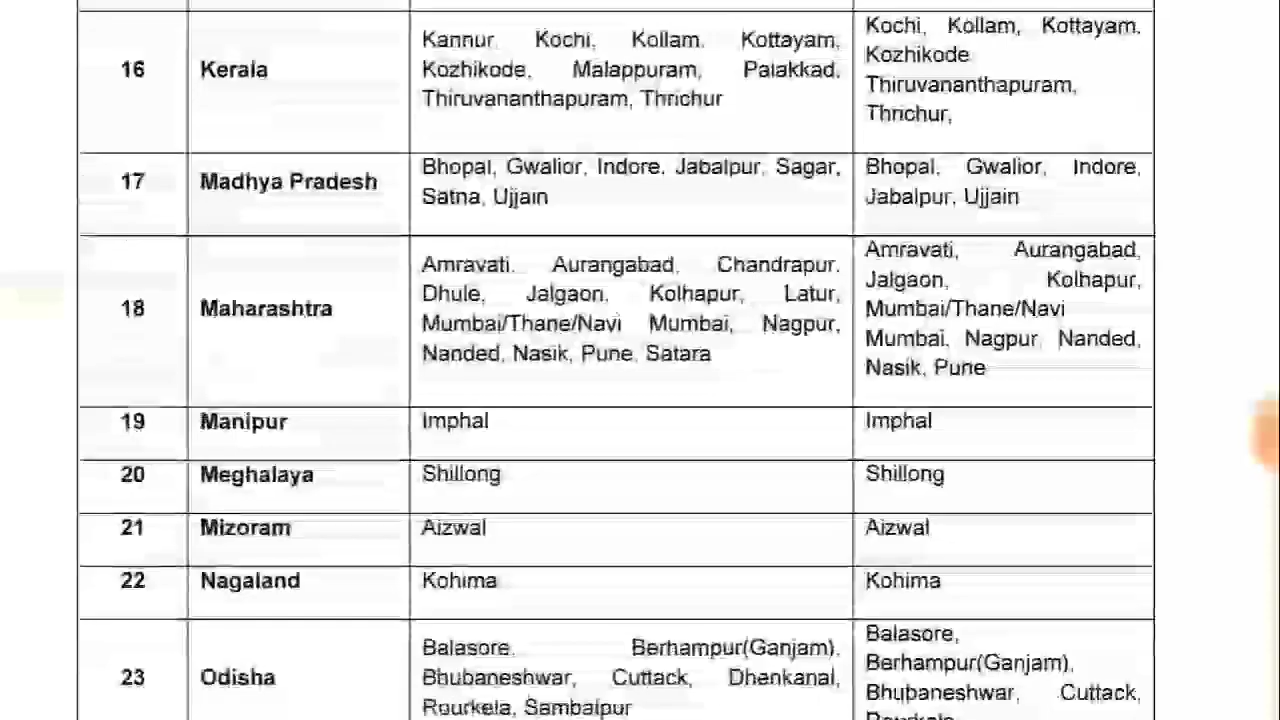 16
Kerala
Kannur, Kochi, Kollam, Kottayam,
Kozhikode, Malappuram, Palakkad,
Thiruvananthapuram, Thrichur
Kochi, Kollam, Kottayam,
Kozhikode
Thiruvananthapuram,
Thrichur,
17
Madhya Pradesh
Bhopal, Gwalior, Indore, Jabalpur, Sagar,
Satna, Ujjain
Bhopal, Gwalior, Indore,
Jabalpur, Ujjain
18
Maharashtra
Amravati, Aurangabad, Chandrapur,
Dhule, Jalgaon, Kolhapur, Latur,
Mumbai/Thane/Navi Mumbai, Nagpur,
Nanded, Nasik, Pune, Satara
Amravati, Aurangabad,
Jalgaon, Kolhapur,
Mumbai/Thane/Navi
Mumbai, Nagpur, Nanded,
Nasik, Pune
19
Manipur
Imphal
Imphal
20
Meghalaya
Shillong
Shillong
21
Mizoram
Aizwal
Aizwal
22
Nagaland
Kohima
Kohima
23
Odisha
Balasore, Berhampur(Ganjam),
Bhubaneshwar, Cuttack, Dhenkanal,
Rourkela, Sambalpur
Balasore,
Berhampur(Ganjam),
Bhubaneshwar, Cuttack,